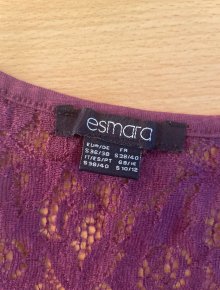 esmara
EUR/DE FR
S 36/38 S 38/40
IT/ES/PT GB/IE
S 38/40 S 10/12